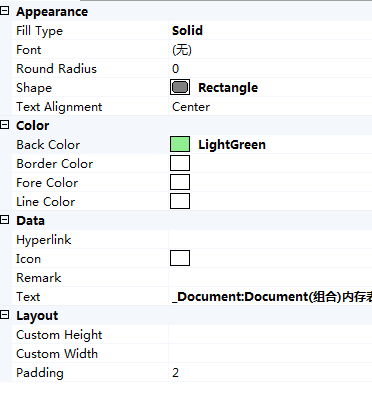 Appearance
Fill Type Solid
Font (无)
Round Radius 0
Shape Rectangle
Text Alignment Center
Color
Back Color LightGreen
Border Color
Fore Color
Line Color
Data
Hyperlink
Icon
Remark
Text _Document:Document(组合)内存表
Layout
Custom Height
Custom Width
Padding 2